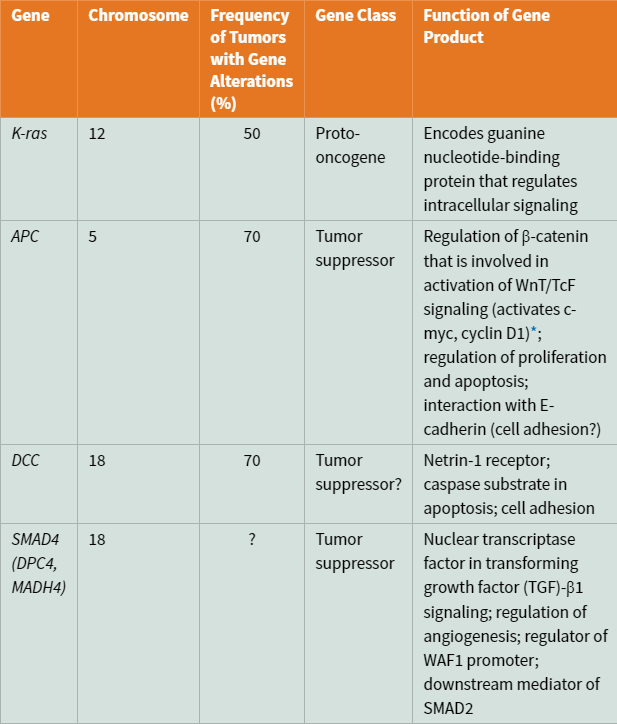 Gene
Chromosome
Frequency
of Tumors
with Gene
Alterations
(%)
Gene Class
Function of Gene
Product
K-ras
12
50
Proto-
oncogene
Encodes guanine
nucleotide-binding
protein that regulates
intracellular signaling
APC
5
70
Tumor
suppressor
Regulation of β-catenin
that is involved in
activation of WnT/TcF
signaling (activates c-
myc, cyclin D1)*;
regulation of proliferation
and apoptosis;
interaction with E-
cadherin (cell adhesion?)
DCC
18
70
Tumor
suppressor?
Netrin-1 receptor;
caspase substrate in
apoptosis; cell adhesion
SMAD4
(DPC4,
MADH4)
18
?
Tumor
suppressor
Nuclear transcriptase
factor in transforming
growth factor (TGF)-β1
signaling; regulation of
angiogenesis; regulator of
WAF1 promoter;
downstream mediator of
SMAD2